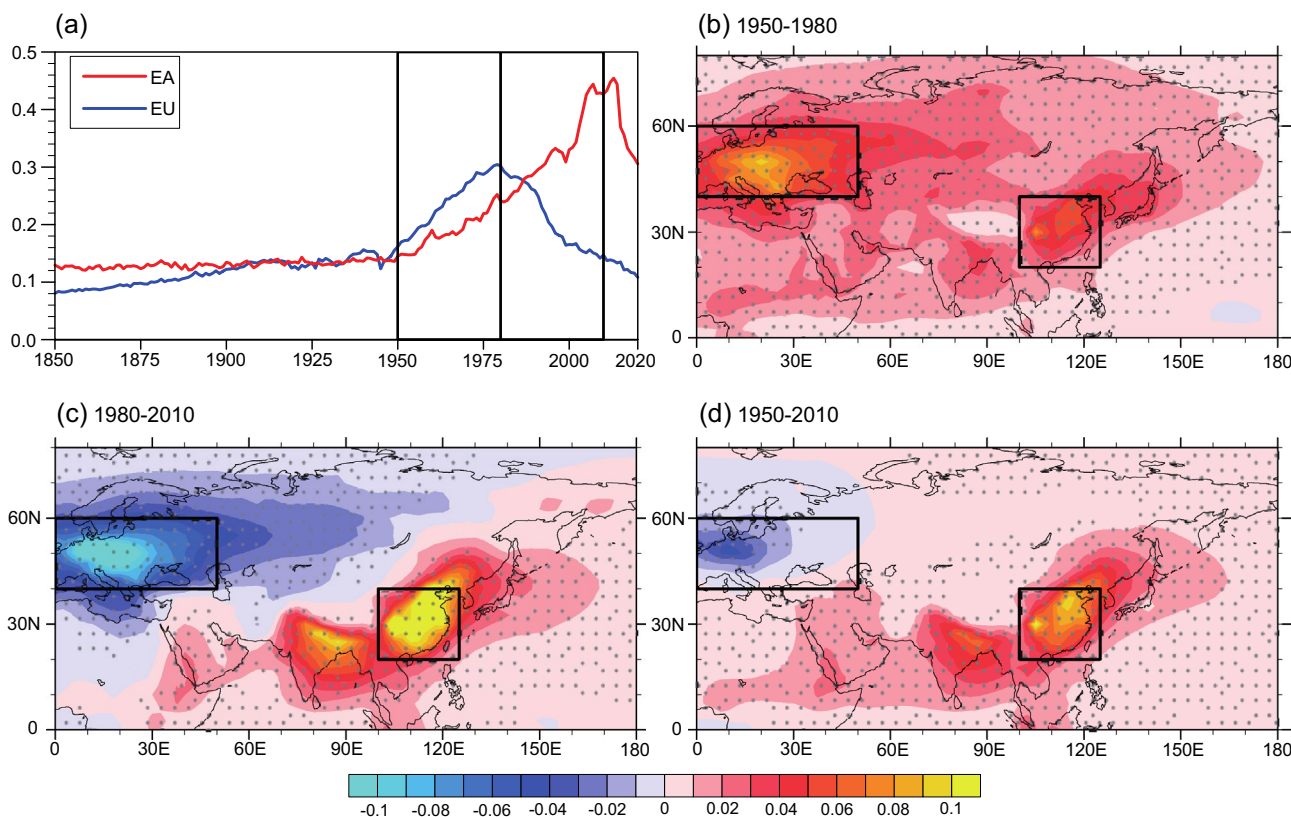 (a)
0.5
0.4
0.3
0.2
0.1
0.0
EA
EU
1850 1875 1900 1925 1950 1975 2000 2020
(b) 1950-1980
60N
30N
0
0 30E 60E 90E 120E 150E 180
(c) 1980-2010
60N
30N
0
0 30E 60E 90E 120E 150E 180
(d) 1950-2010
60N
30N
0
0 30E 60E 90E 120E 150E 180
-0.1 -0.08 -0.06 -0.04 -0.02 0 0.02 0.04 0.06 0.08 0.1